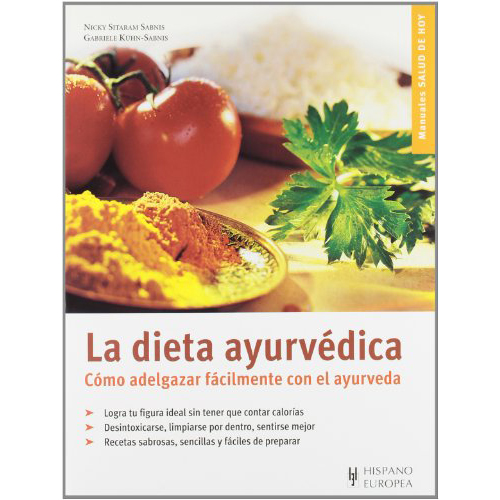 NICKY SITARAM SABNIS
GABRIELE KÜHN-SABNIS
Manuales SALUD DE HOY
La dieta ayurvédica
Cómo adelgazar fácilmente con el ayurveda
➤ Logra tu figura ideal sin tener que contar calorías
➤ Desintoxicarse, limpiarse por dentro, sentirse mejor
➤ Recetas sabrosas, sencillas y fáciles de preparar
HISPANO
EUROPEA